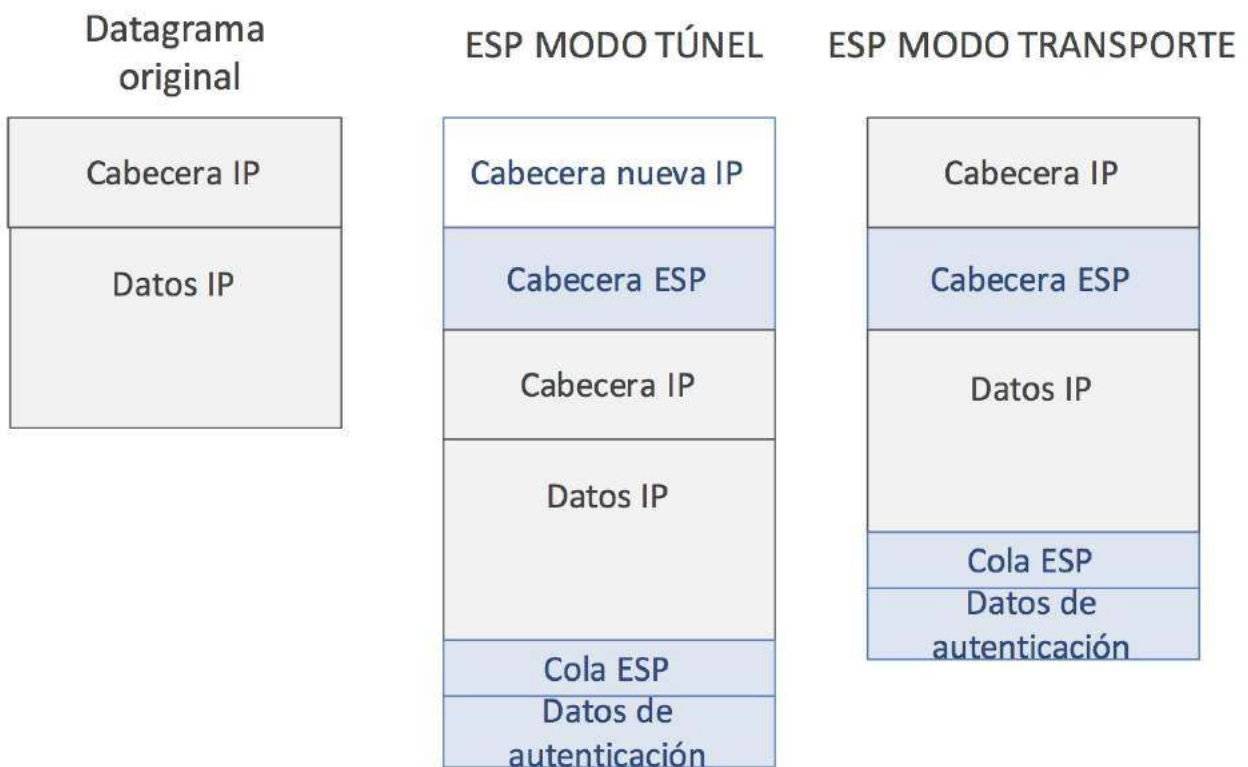 Datagrama
original
Cabecera IP
Datos IP
ESP MODO TÚNEL
Cabecera nueva IP
Cabecera ESP
Cabecera IP
Datos IP
Cola ESP
Datos de
autenticación
ESP MODO TRANSPORTE
Cabecera IP
Cabecera ESP
Datos IP
Cola ESP
Datos de
autenticación